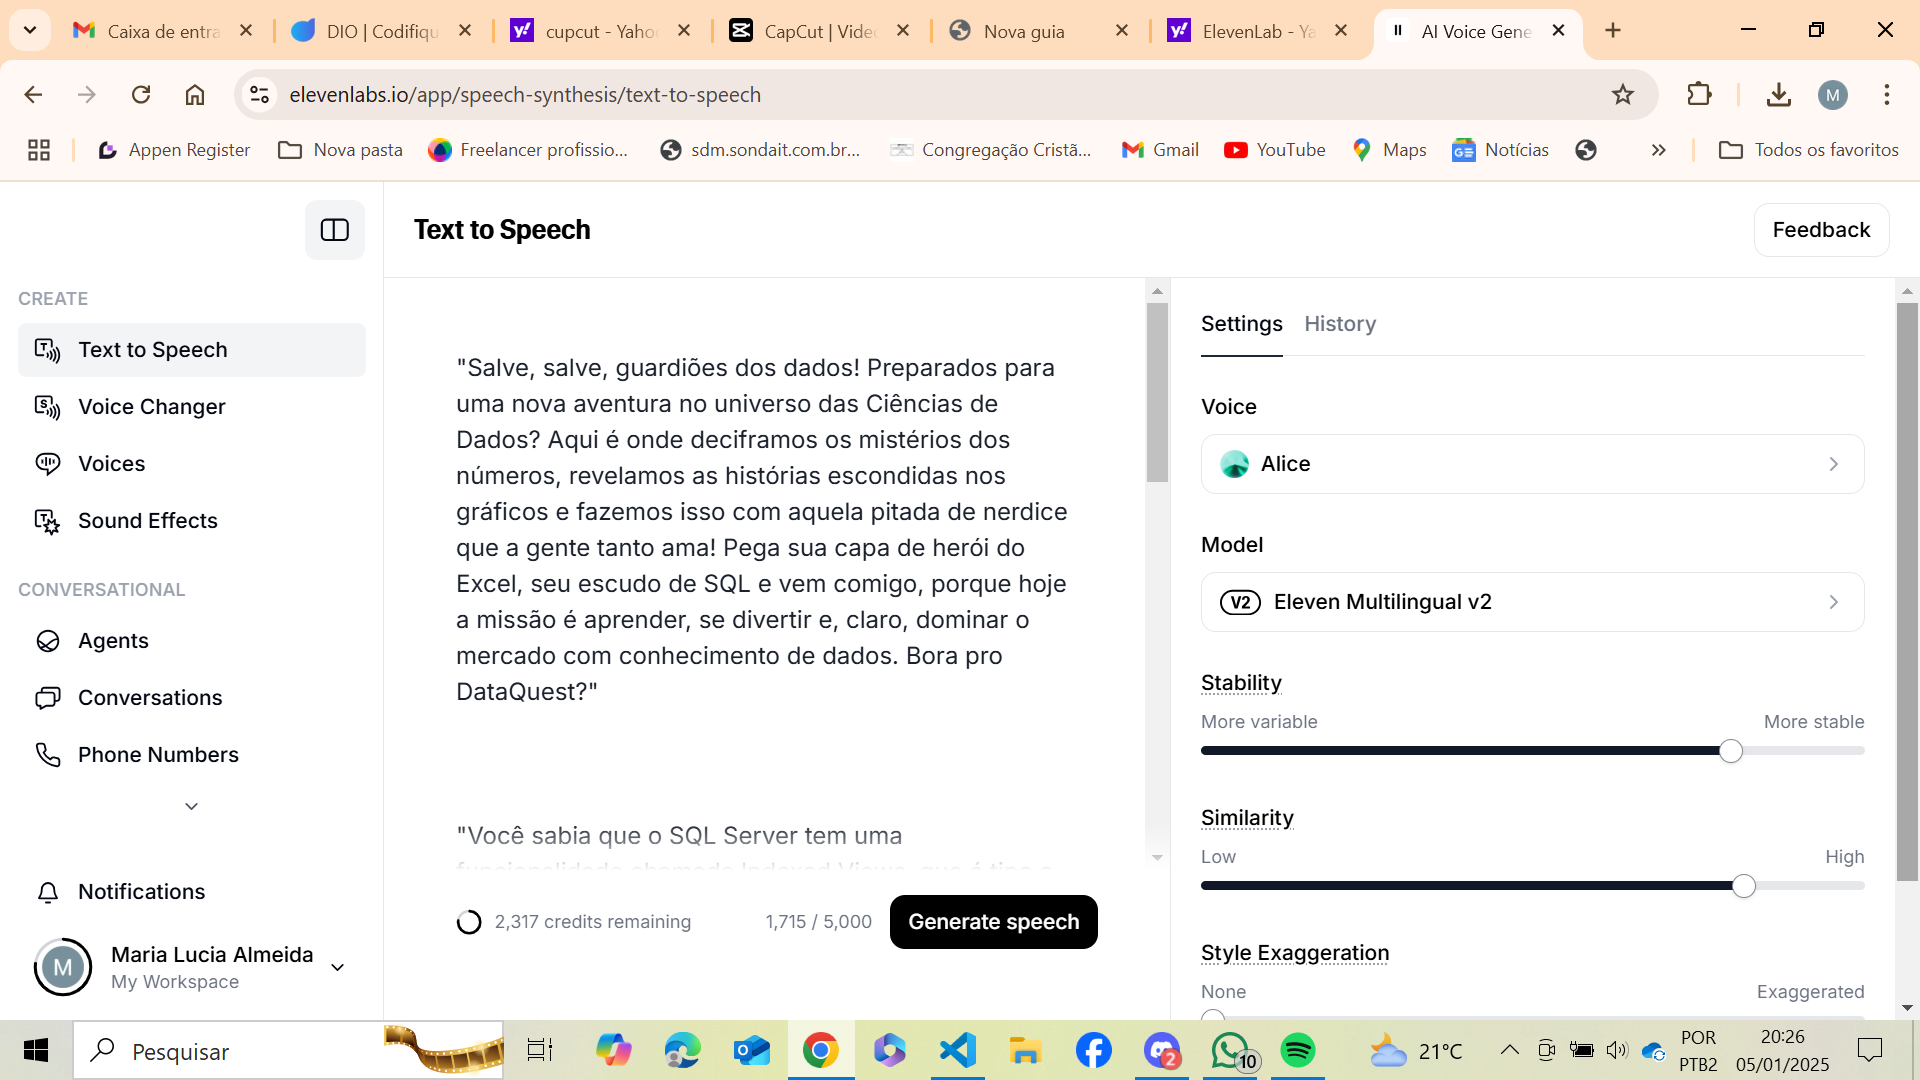 Caixa de entra
DIO | Codifiqu
cupcut - Yaho
CapCut | Video
Nova guia
ElevenLab - Ya
AI Voice Gene
elevenlabs.io/app/speech-synthesis/text-to-speech
M
Appen Register
Nova pasta
Freelancer profissio...
sdm.sondait.com.br...
Congregação Cristã...
Gmail
YouTube
Maps
Notícias
Todos os favoritos
Text to Speech
Feedback
CREATE
Text to Speech
Voice Changer
Voices
Sound Effects
CONVERSATIONAL
Agents
Conversations
Phone Numbers
Notifications
M
Maria Lucia Almeida
My Workspace
"Salve, salve, guardiões dos dados! Preparados para
uma nova aventura no universo das Ciências de
Dados? Aqui é onde deciframos os mistérios dos
números, revelamos as histórias escondidas nos
gráficos e fazemos isso com aquela pitada de nerdice
que a gente tanto ama! Pega sua capa de herói do
Excel, seu escudo de SQL e vem comigo, porque hoje
a missão é aprender, se divertir e, claro, dominar o
mercado com conhecimento de dados. Bora pro
DataQuest?"
"Você sabia que o SQL Server tem uma
funcionalidade chamada Indexed Views, que é tipo o
2,317 credits remaining
1,715 / 5,000
Generate speech
Settings
History
Voice
Alice
Model
V2 Eleven Multilingual v2
Stability
More variable
More stable
Similarity
Low
High
Style Exaggeration
None
Exaggerated
Pesquisar
2
10
21°C
POR
PTB2
20:26
05/01/2025